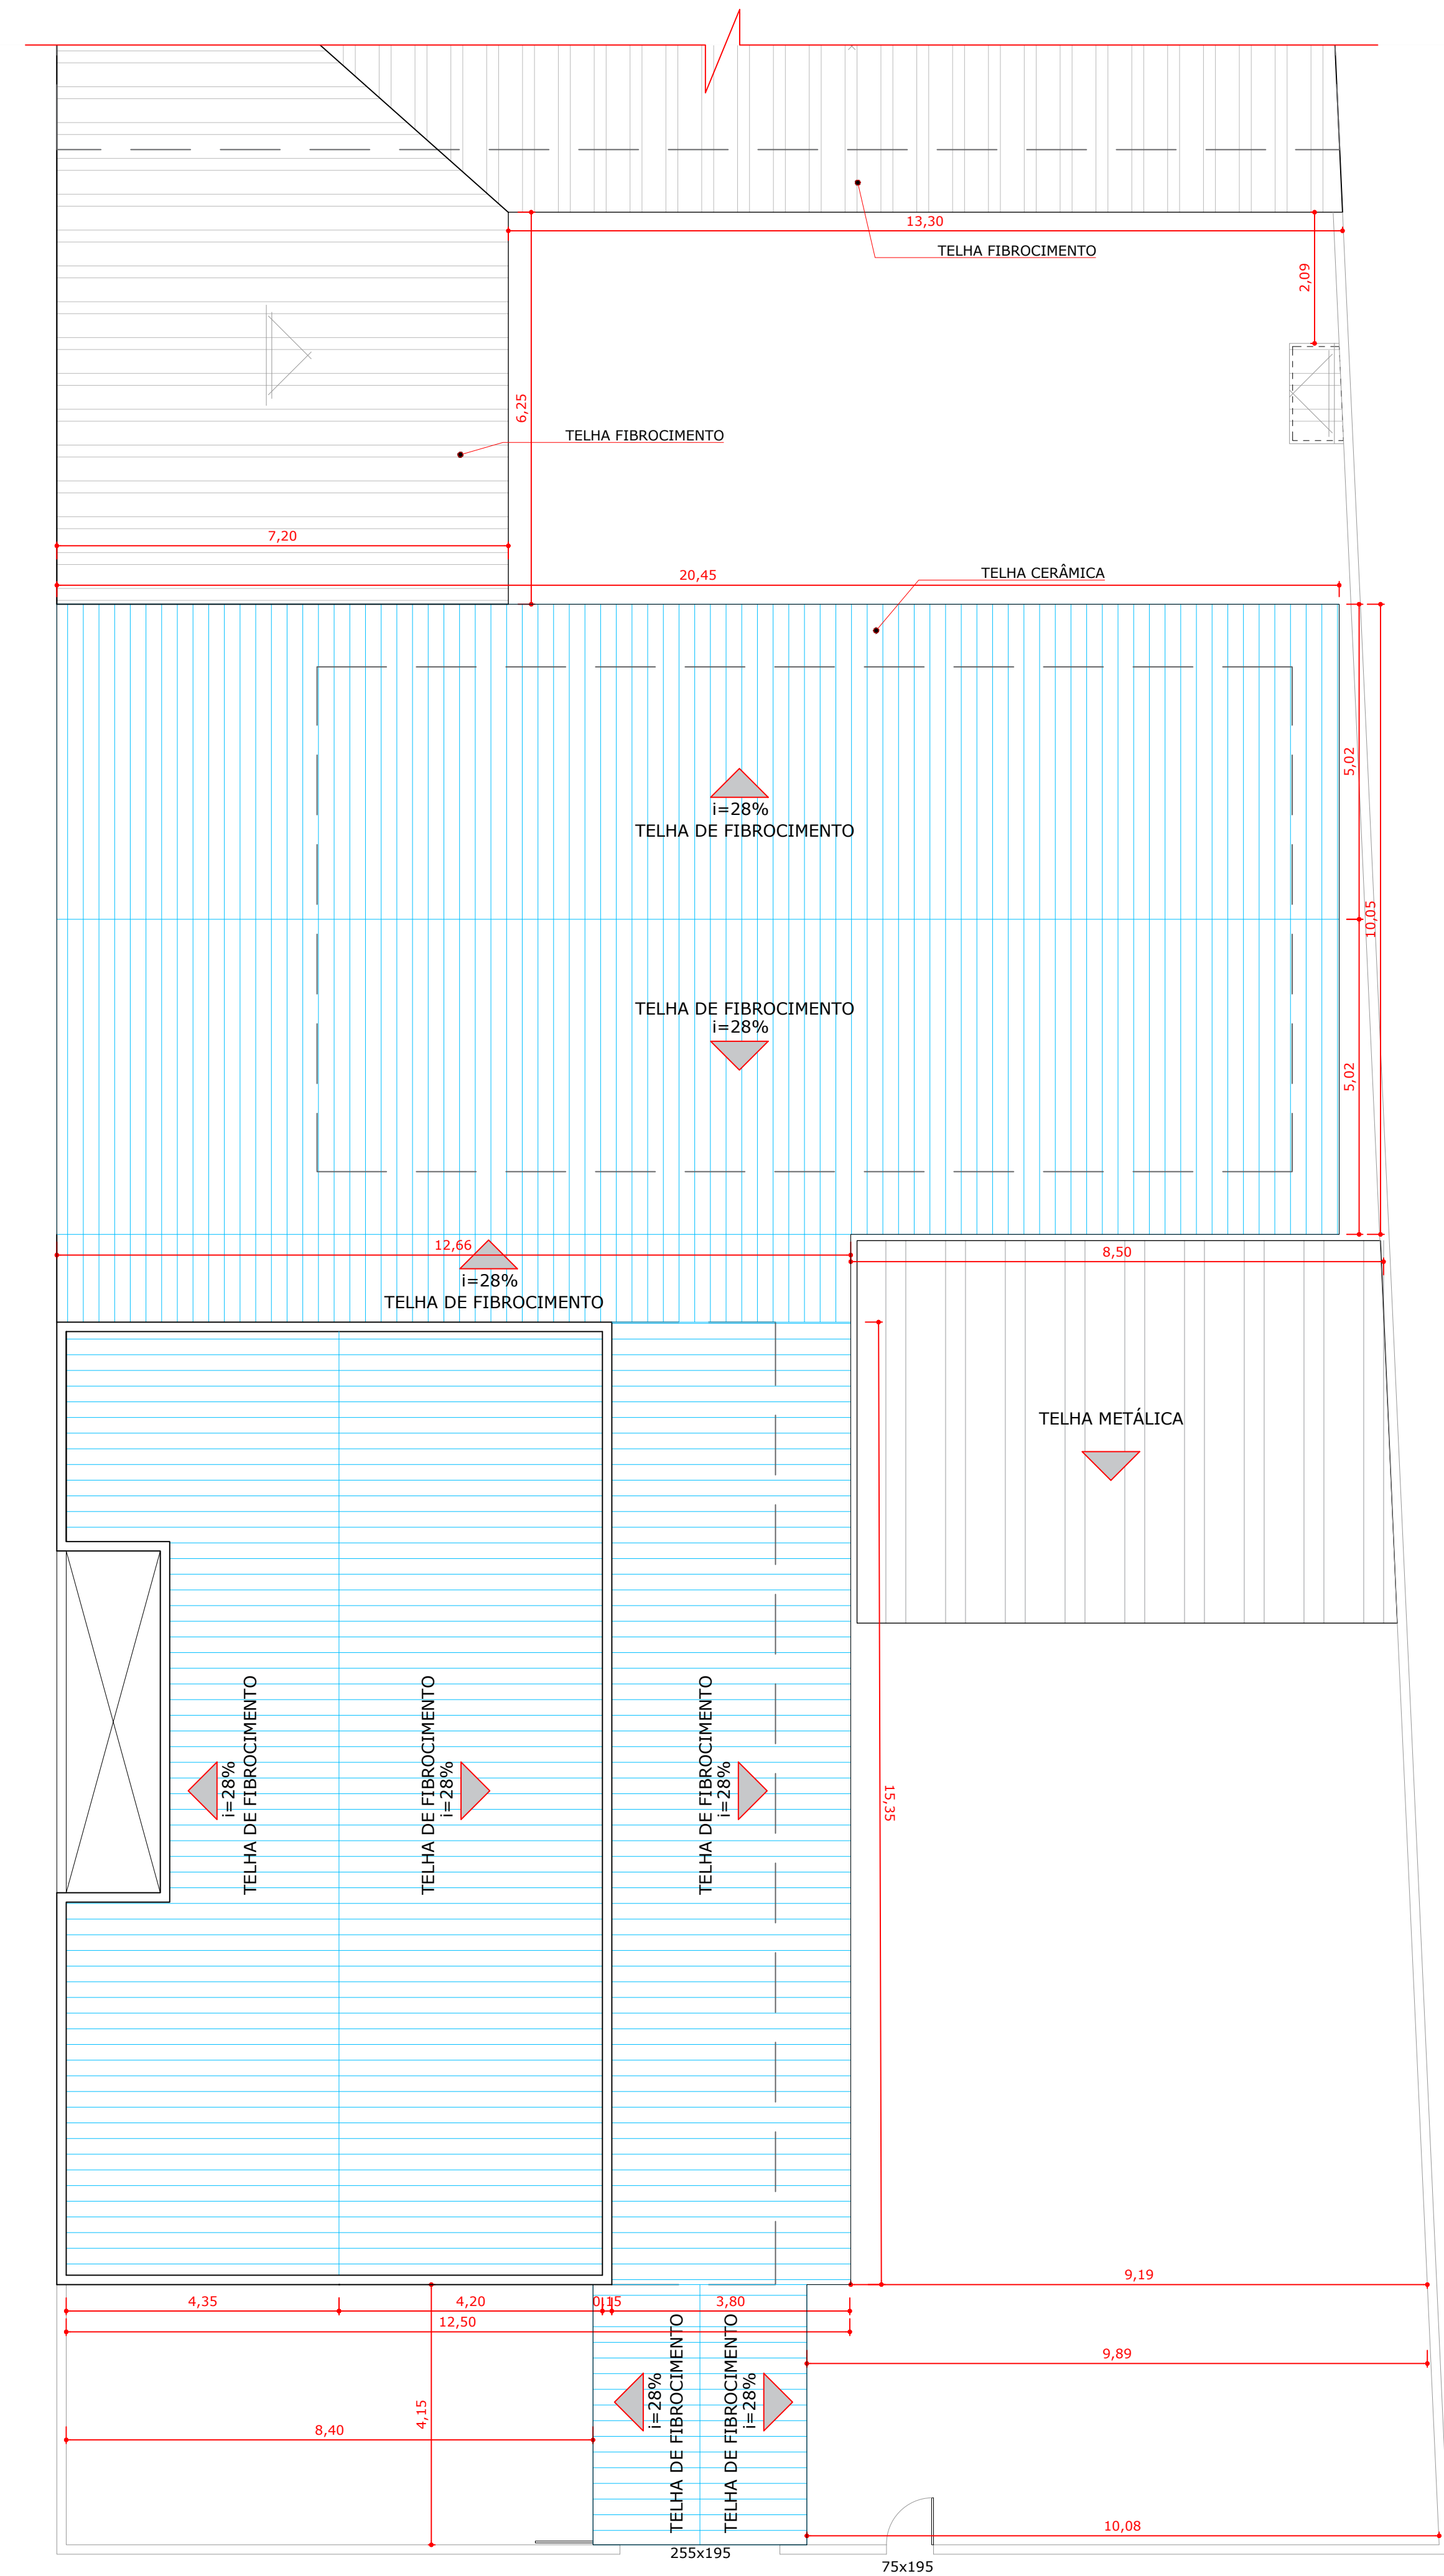 13,30
TELHA FIBROCIMENTO
2,09
6,25
TELHA FIBROCIMENTO
7,20
20,45
TELHA CERÂMICA
5,02
i=28%
TELHA DE FIBROCIMENTO
10,05
TELHA DE FIBROCIMENTO
i=28%
5,02
12,66
8,50
i=28%
TELHA DE FIBROCIMENTO
TELHA METÁLICA
i=28%
TELHA DE FIBROCIMENTO
TELHA DE FIBROCIMENTO
i=28%
TELHA DE FIBROCIMENTO
i=28%
15,35
9,19
4,35
4,20
0,15
3,80
12,50
9,89
4,15
8,40
i=28%
TELHA DE FIBROCIMENTO
TELHA DE FIBROCIMENTO
i=28%
10,08
255x195
75x195